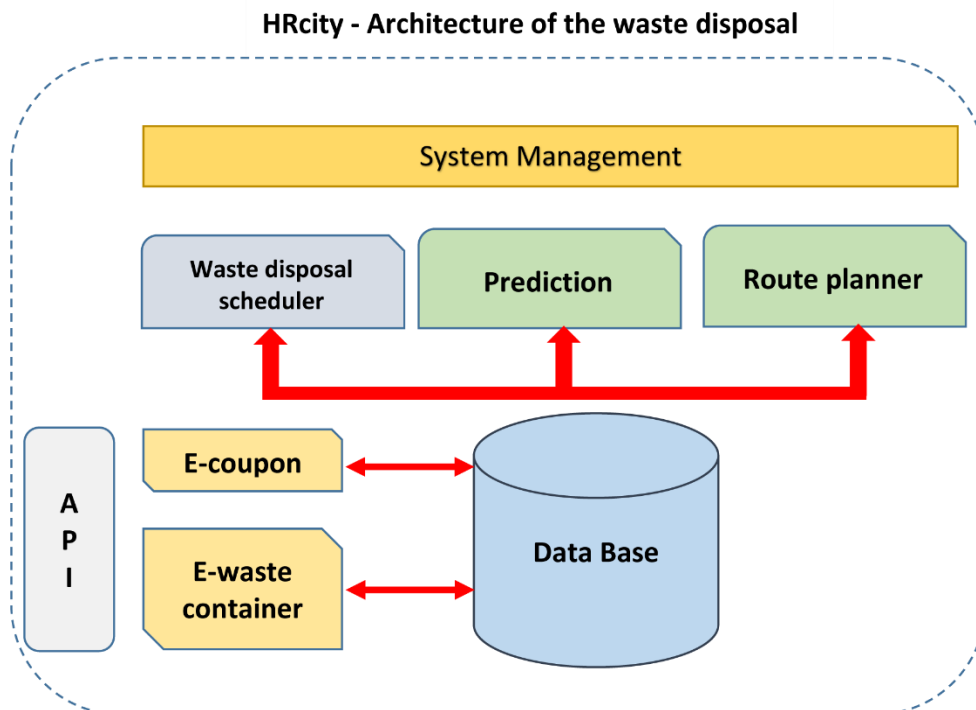 HRcity - Architecture of the waste disposal
System Management
Waste disposal
scheduler
Prediction
Route planner
A
P
I
E-coupon
E-waste
container
Data Base